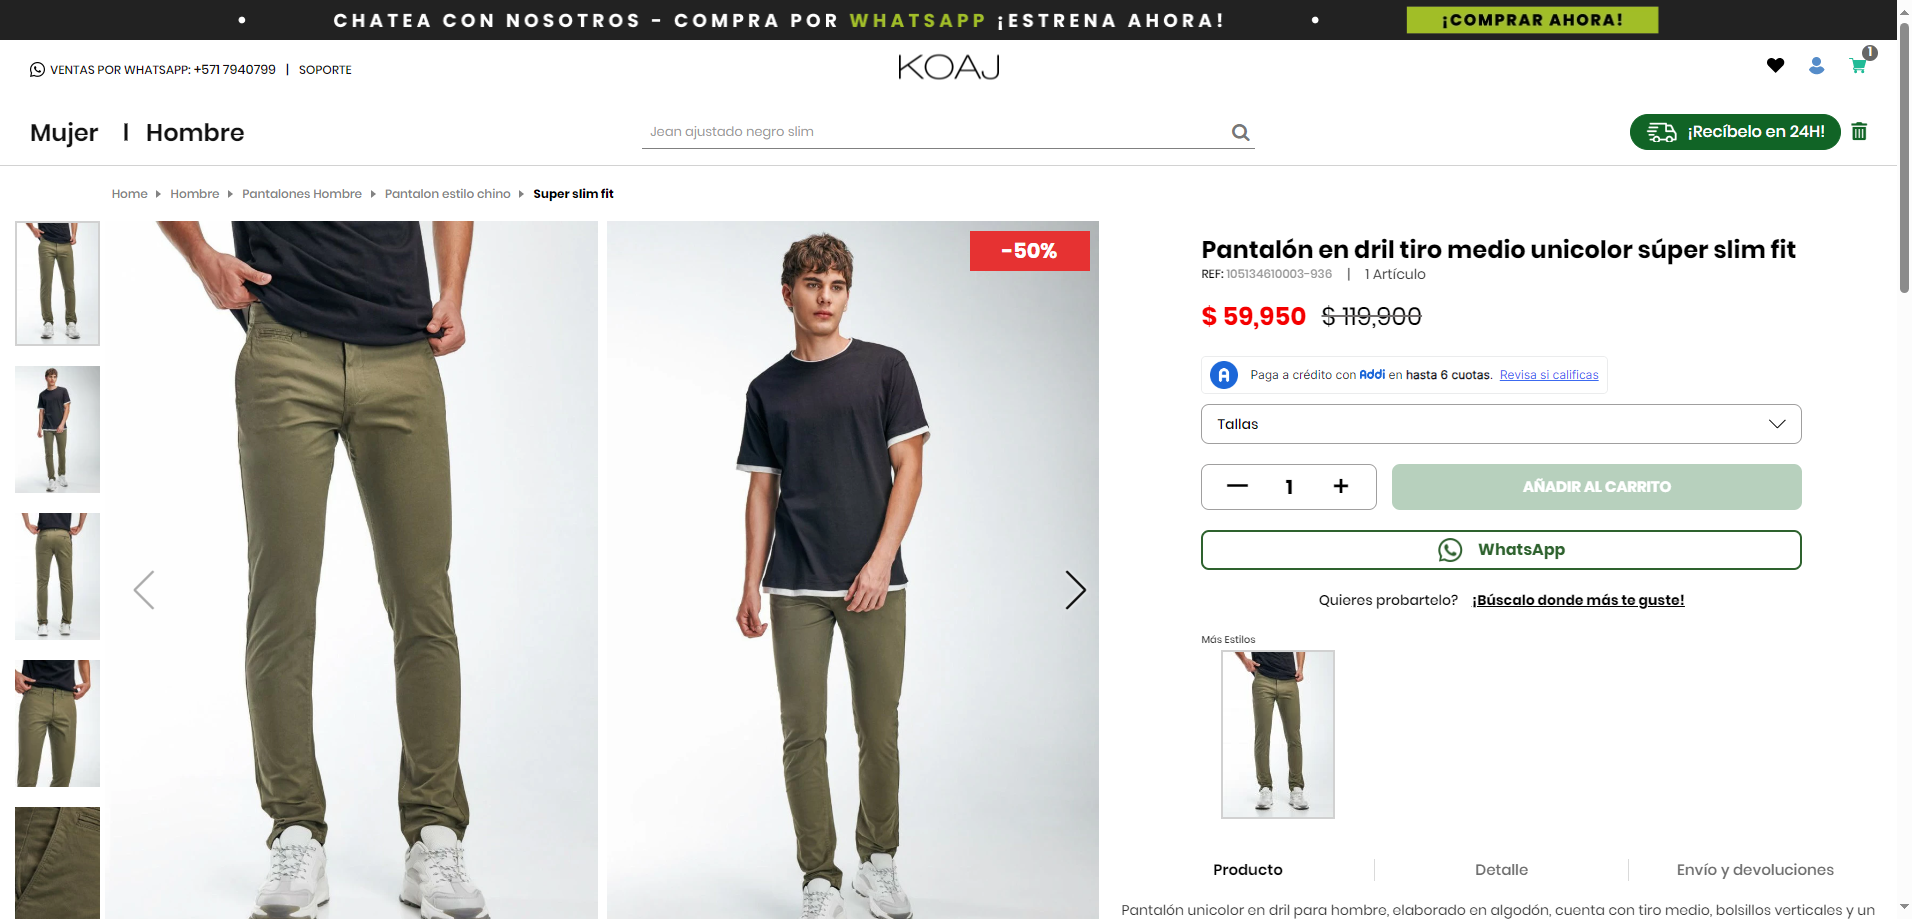 CHATEA CON NOSOTROS - COMPRA POR WHATSAPP ¡ESTRENA AHORA!
¡COMPRAR AHORA!
VENTAS POR WHATSAPP: +571 7940799 | SOPORTE
KOAJ
1
Mujer | Hombre
Jean ajustado negro slim
¡Recíbelo en 24H!
Home Hombre Pantalones Hombre Pantalon estilo chino Super slim fit
-50%
Pantalón en dril tiro medio unicolor súper slim fit
REF: 105134610003-936 | 1 Artículo
$ 59,950 $ 119,900
A Paga a crédito con Addi en hasta 6 cuotas. Revisa si calificas
Tallas
— 1 +
AÑADIR AL CARRITO
WhatsApp
Quieres probartelo? ¡Búscalo donde más te guste!
Más Estilos
Producto
Detalle
Envío y devoluciones
Pantalón unicolor en dril para hombre, elaborado en algodón, cuenta con tiro medio, bolsillos verticales y un